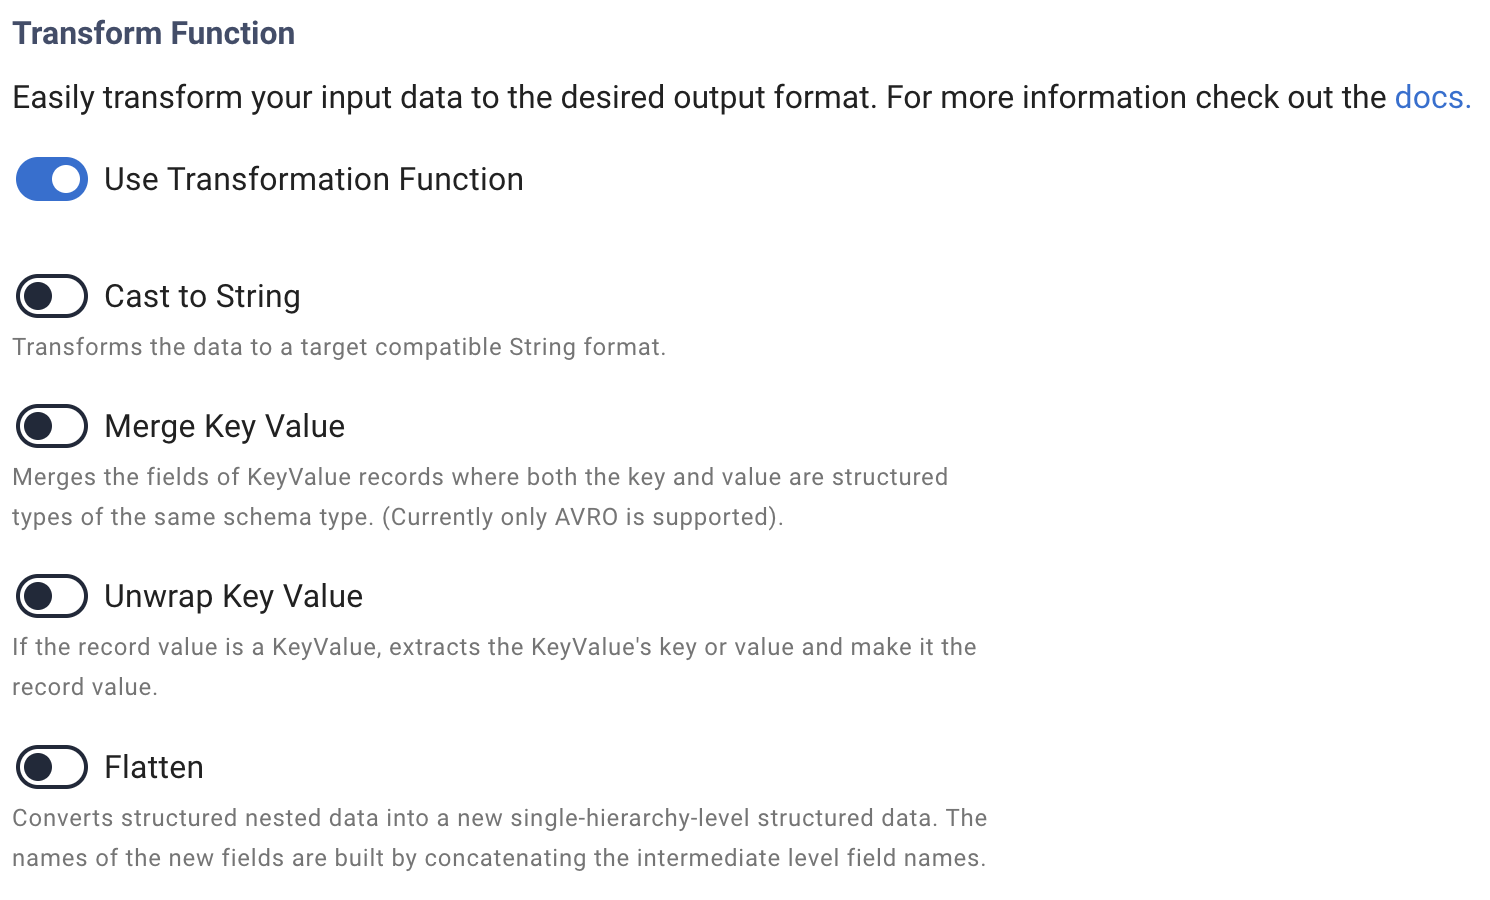 Transform Function
Easily transform your input data to the desired output format. For more information check out the docs.
Use Transformation Function
Cast to String
Transforms the data to a target compatible String format.
Merge Key Value
Merges the fields of KeyValue records where both the key and value are structured
types of the same schema type. (Currently only AVRO is supported).
Unwrap Key Value
If the record value is a KeyValue, extracts the KeyValue's key or value and make it the
record value.
Flatten
Converts structured nested data into a new single-hierarchy-level structured data. The
names of the new fields are built by concatenating the intermediate level field names.